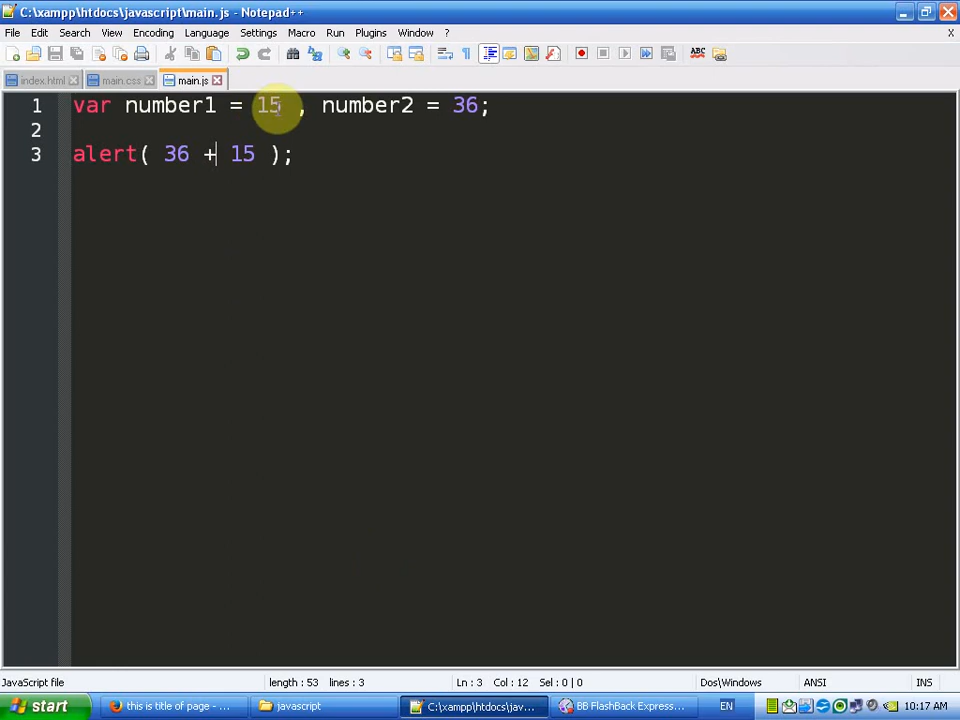 C:\xampp\htdocs\javascript\main.js - Notepad++
File Edit Search View Encoding Language Settings Macro Run Plugins Window ? X
index.html main.css main.js
1 var number1 = 15 , number2 = 36;
2
3 alert( 36 + 15 );
JavaScript file length : 53 lines : 3 Ln : 3 Col : 12 Sel : 0 | 0 Dos\Windows ANSI INS
start this is title of page - ... javascript C:\xampp\htdocs\jav... BB FlashBack Express... EN 10:17 AM